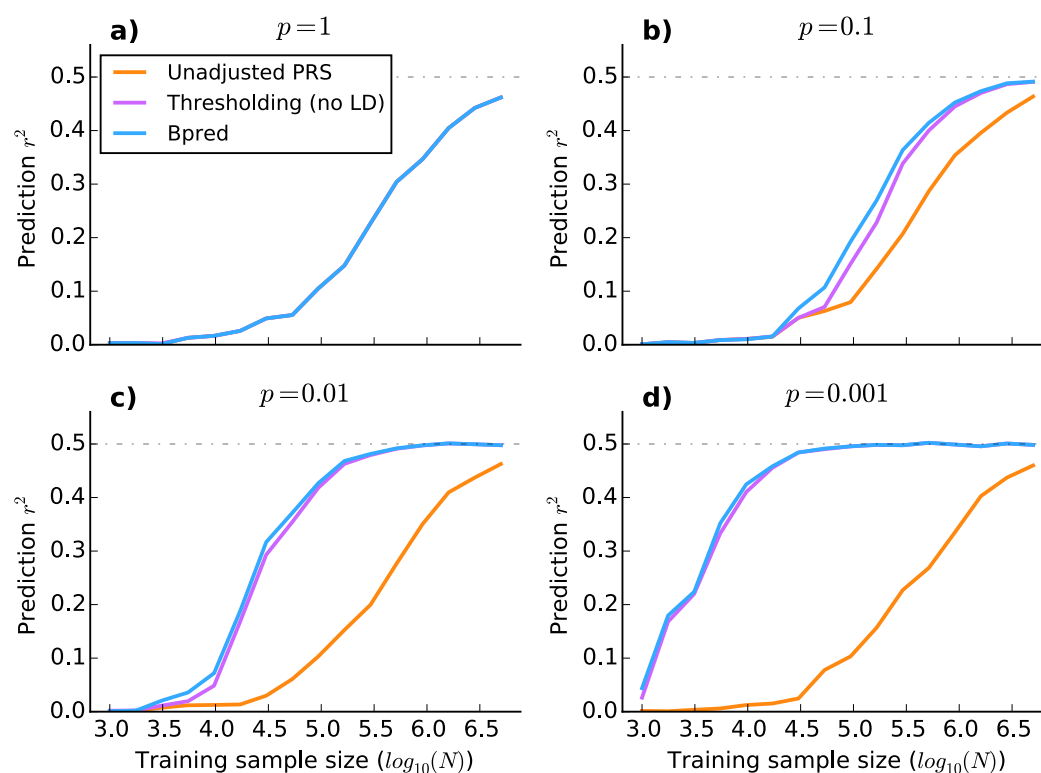 a)
p=1
0.5
0.4
0.3
0.2
0.1
0.0
Prediction r²
Unadjusted PRS
Thresholding (no LD)
Bpred
b)
p=0.1
0.5
0.4
0.3
0.2
0.1
0.0
Prediction r²
c)
p=0.01
0.5
0.4
0.3
0.2
0.1
0.0
Prediction r²
3.0 3.5 4.0 4.5 5.0 5.5 6.0 6.5
Training sample size (log₁₀(N))
d)
p=0.001
0.5
0.4
0.3
0.2
0.1
0.0
Prediction r²
3.0 3.5 4.0 4.5 5.0 5.5 6.0 6.5
Training sample size (log₁₀(N))